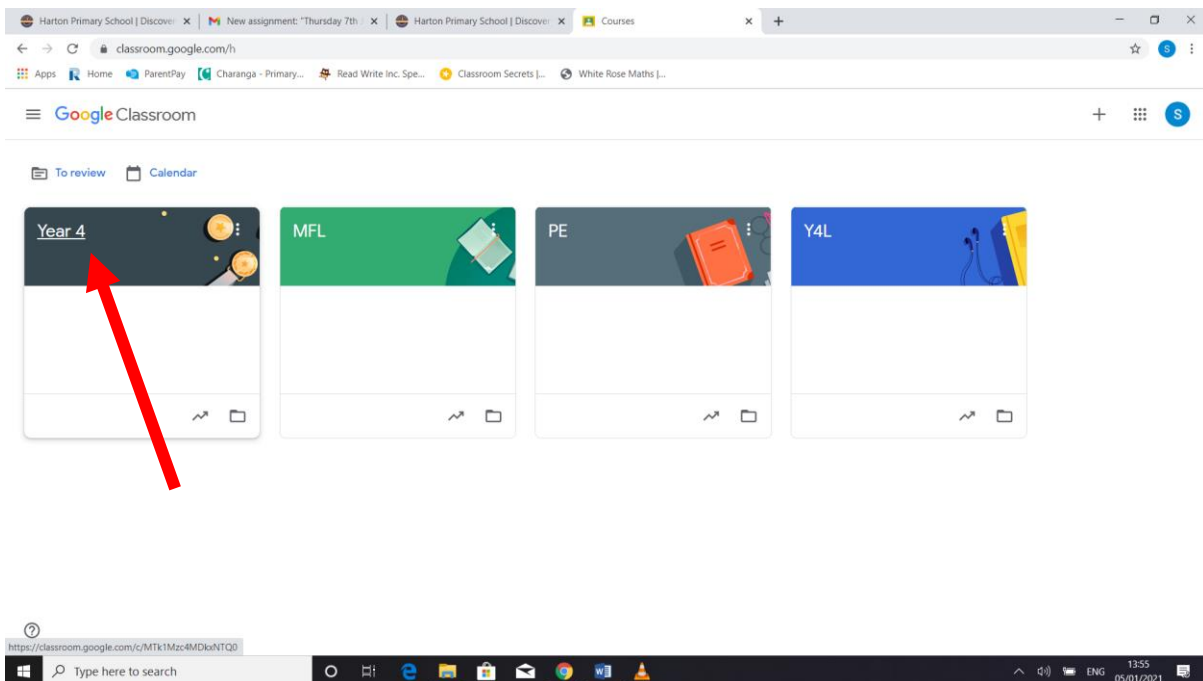 Harton Primary School | Discover
New assignment: "Thursday 7th
Harton Primary School | Discover
Courses
classroom.google.com/h
S
Apps
Home
ParentPay
Charanga - Primary...
Read Write Inc. Spe...
Classroom Secrets |...
White Rose Maths |...
Google Classroom
S
To review
Calendar
Year 4
MFL
PE
Y4L
https://classroom.google.com/c/MTk1Mzc4MDkxNTQ0
Type here to search
ENG
13:55
05/01/2021